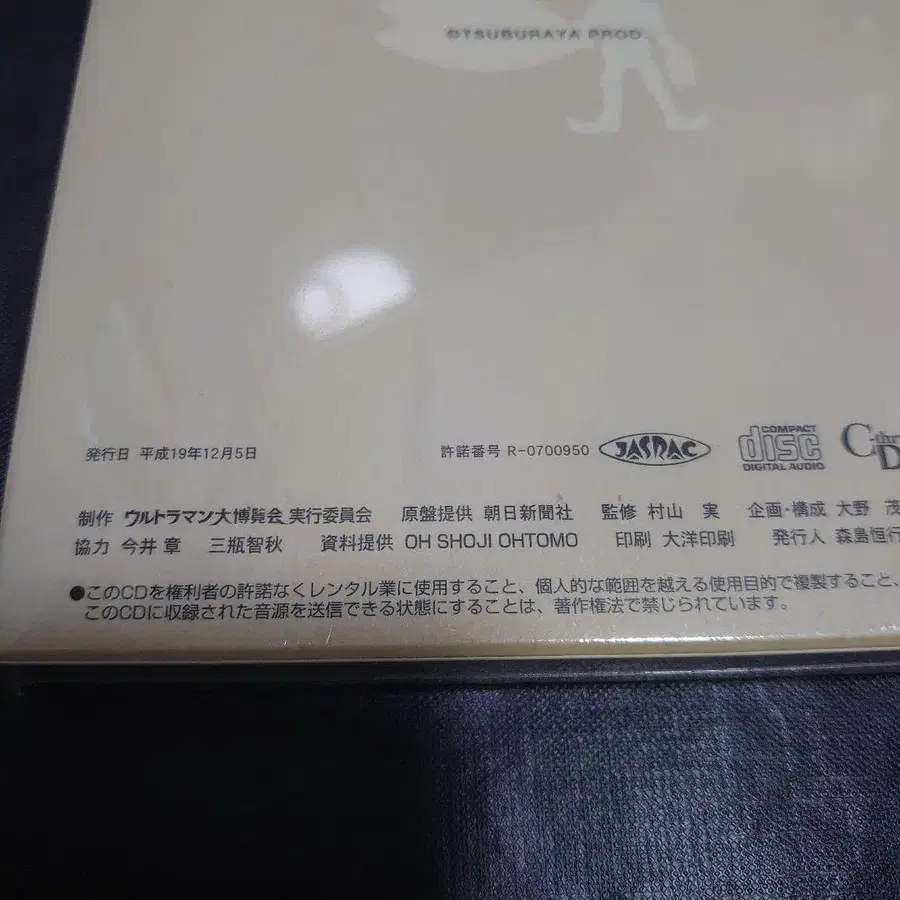 ©TSUBURAYA PROD.
発行日 平成19年12月5日 許諾番号 R-0700950 JASRAC COMPACT disc DIGITAL AUDIO
制作 ウルトラマン大博覧会 実行委員会 原盤提供 朝日新聞社 監修 村山 実 企画・構成 大野 茂
協力 今井 章 三瓶智秋 資料提供 OH SHOJI OHTOMO 印刷 大洋印刷 発行人 森島恒行
●このCDを権利者の許諾なくレンタル業に使用すること、個人的な範囲を越える使用目的で複製すること、
このCDに収録された音源を送信できる状態にすることは、著作権法で禁じられています。